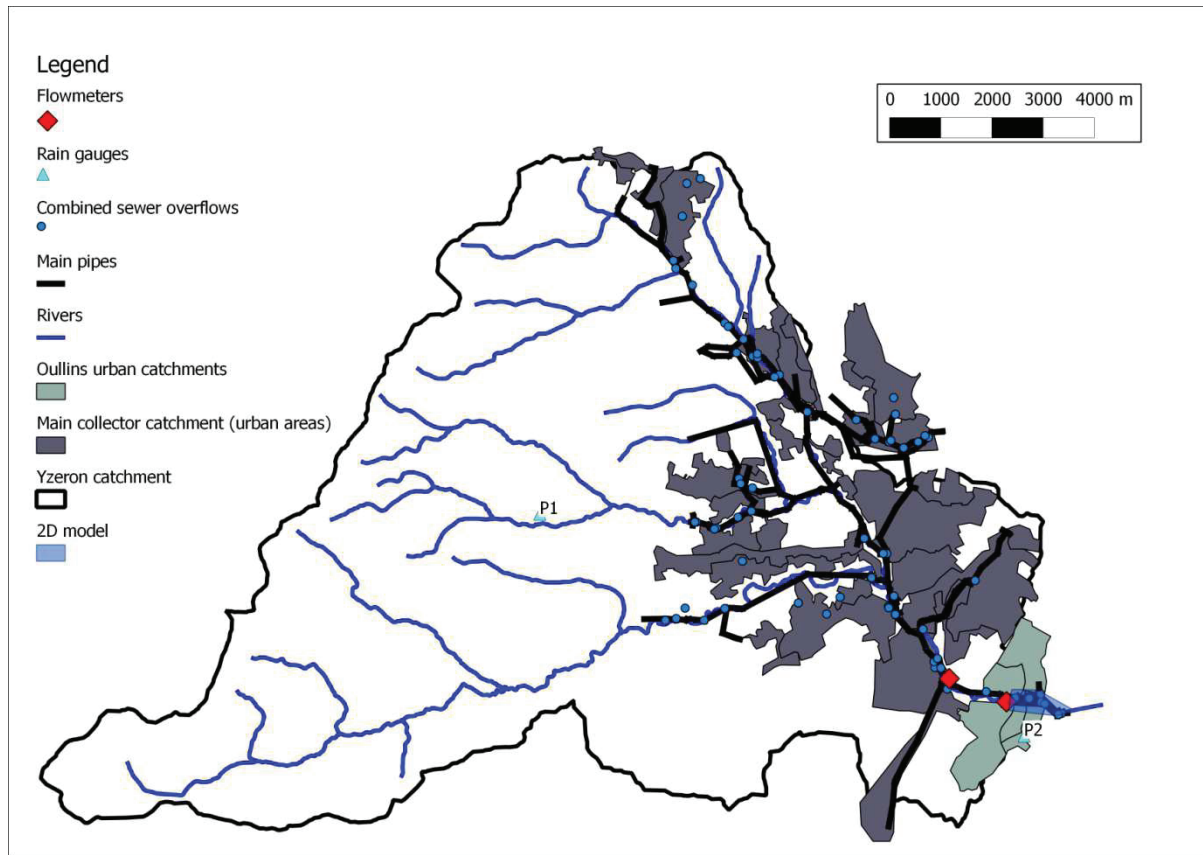 Legend
Flowmeters
Rain gauges
Combined sewer overflows
Main pipes
Rivers
Oullins urban catchments
Main collector catchment (urban areas)
Yzeron catchment
2D model
0 1000 2000 3000 4000 m
P1
P2